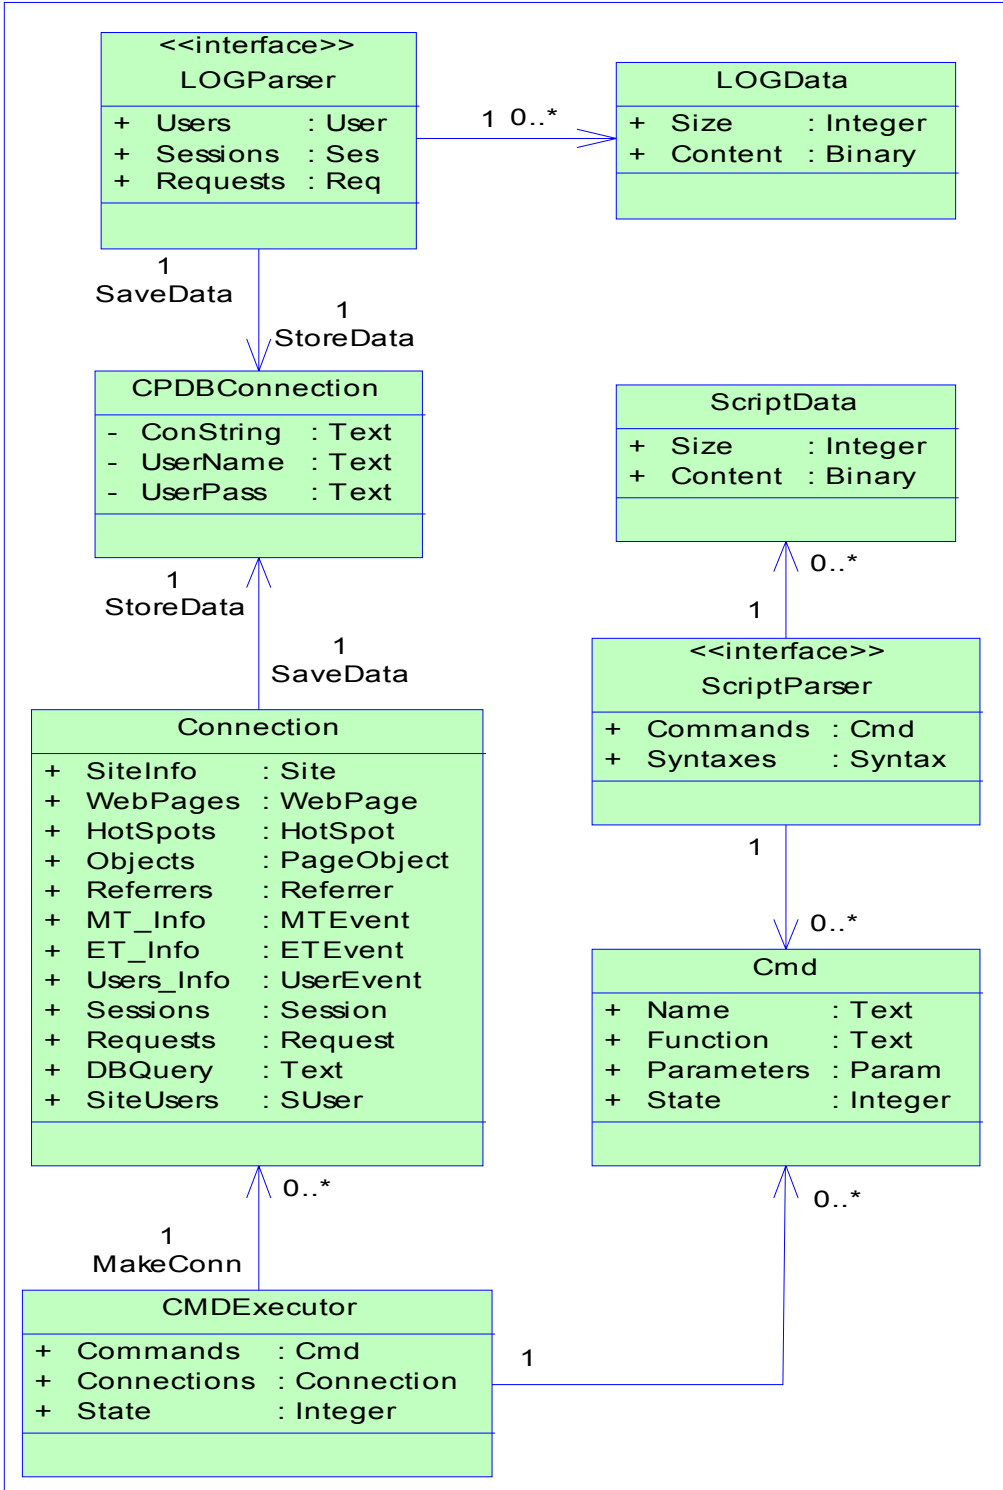 <<interface>>
LOGParser
+ Users : User
+ Sessions : Ses
+ Requests : Req
1 0..*
LOGData
+ Size : Integer
+ Content : Binary
1
SaveData
1
StoreData
CPDBConnection
- ConString : Text
- UserName : Text
- UserPass : Text
ScriptData
+ Size : Integer
+ Content : Binary
1
StoreData
1
SaveData
0..*
1
<<interface>>
ScriptParser
+ Commands : Cmd
+ Syntaxes : Syntax
1
0..*
Connection
+ SiteInfo : Site
+ WebPages : WebPage
+ HotSpots : HotSpot
+ Objects : PageObject
+ Referrers : Referrer
+ MT_Info : MTEvent
+ ET_Info : ETEvent
+ Users_Info : UserEvent
+ Sessions : Session
+ Requests : Request
+ DBQuery : Text
+ SiteUsers : SUser
Cmd
+ Name : Text
+ Function : Text
+ Parameters : Param
+ State : Integer
0..*
1
MakeConn
0..*
1
CMDExecutor
+ Commands : Cmd
+ Connections : Connection
+ State : Integer